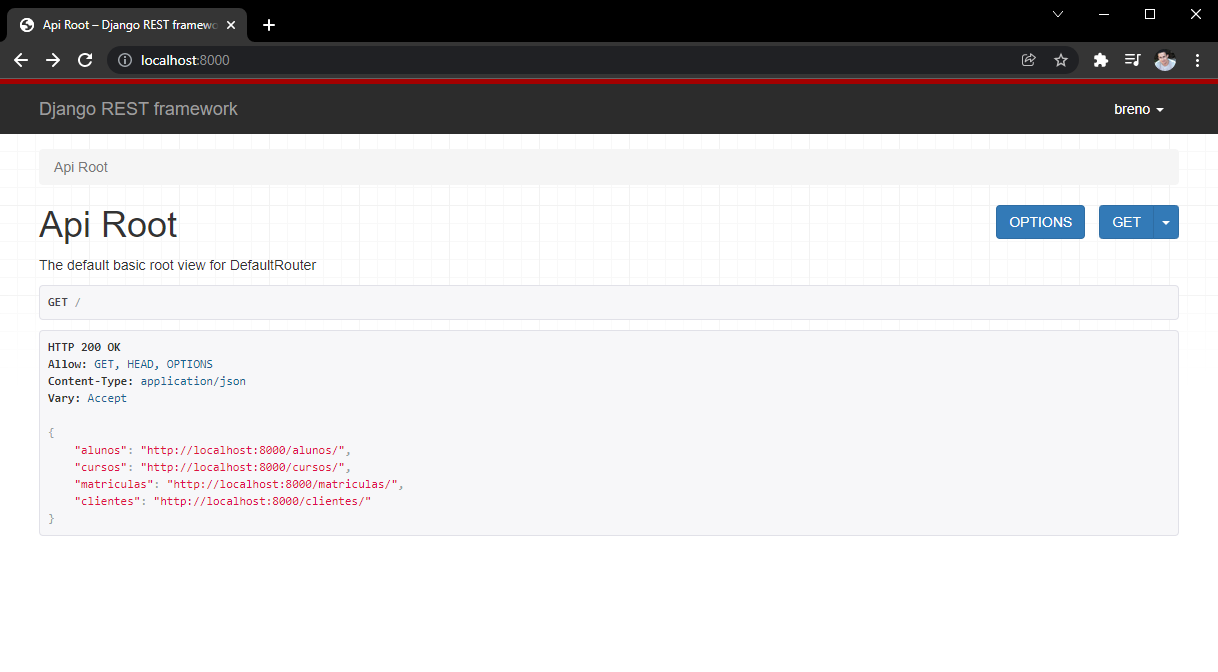 Api Root – Django REST framewo
localhost:8000
Django REST framework
breno
Api Root
Api Root
OPTIONS
GET
The default basic root view for DefaultRouter
GET /
HTTP 200 OK
Allow: GET, HEAD, OPTIONS
Content-Type: application/json
Vary: Accept
{
"alunos": "http://localhost:8000/alunos/",
"cursos": "http://localhost:8000/cursos/",
"matriculas": "http://localhost:8000/matriculas/",
"clientes": "http://localhost:8000/clientes/"
}